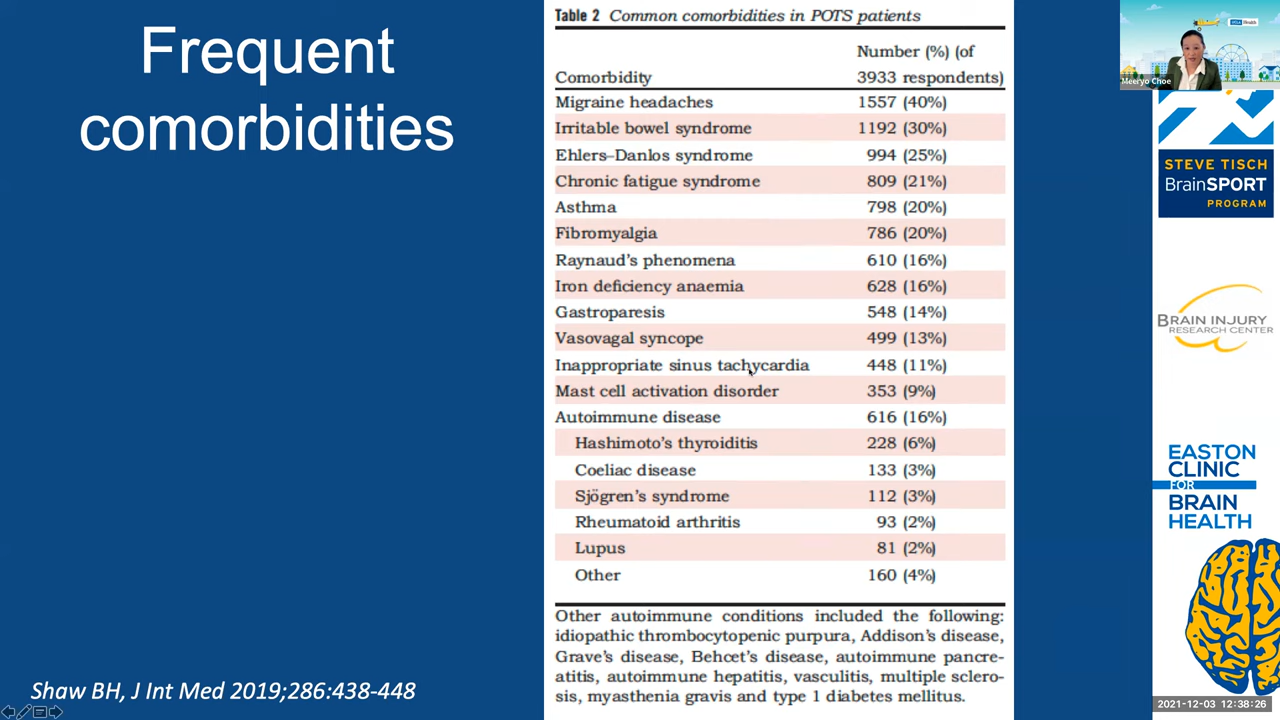 Frequent
comorbidities
Table 2 Common comorbidities in POTS patients
Number (%) (of
Comorbidity 3933 respondents)
Migraine headaches 1557 (40%)
Irritable bowel syndrome 1192 (30%)
Ehlers–Danlos syndrome 994 (25%)
Chronic fatigue syndrome 809 (21%)
Asthma 798 (20%)
Fibromyalgia 786 (20%)
Raynaud's phenomena 610 (16%)
Iron deficiency anaemia 628 (16%)
Gastroparesis 548 (14%)
Vasovagal syncope 499 (13%)
Inappropriate sinus tachycardia 448 (11%)
Mast cell activation disorder 353 (9%)
Autoimmune disease 616 (16%)
Hashimoto's thyroiditis 228 (6%)
Coeliac disease 133 (3%)
Sjögren's syndrome 112 (3%)
Rheumatoid arthritis 93 (2%)
Lupus 81 (2%)
Other 160 (4%)
Other autoimmune conditions included the following:
idiopathic thrombocytopenic purpura, Addison's disease,
Grave's disease, Behcet's disease, autoimmune pancre-
atitis, autoimmune hepatitis, vasculitis, multiple sclero-
sis, myasthenia gravis and type 1 diabetes mellitus.
Shaw BH, J Int Med 2019;286:438-448
Meeryo Choe
STEVE TISCH
BrainSPORT
PROGRAM
BRAIN INJURY
RESEARCH CENTER
EASTON
CLINIC
FOR
BRAIN
HEALTH
2021-12-03 12:38:26